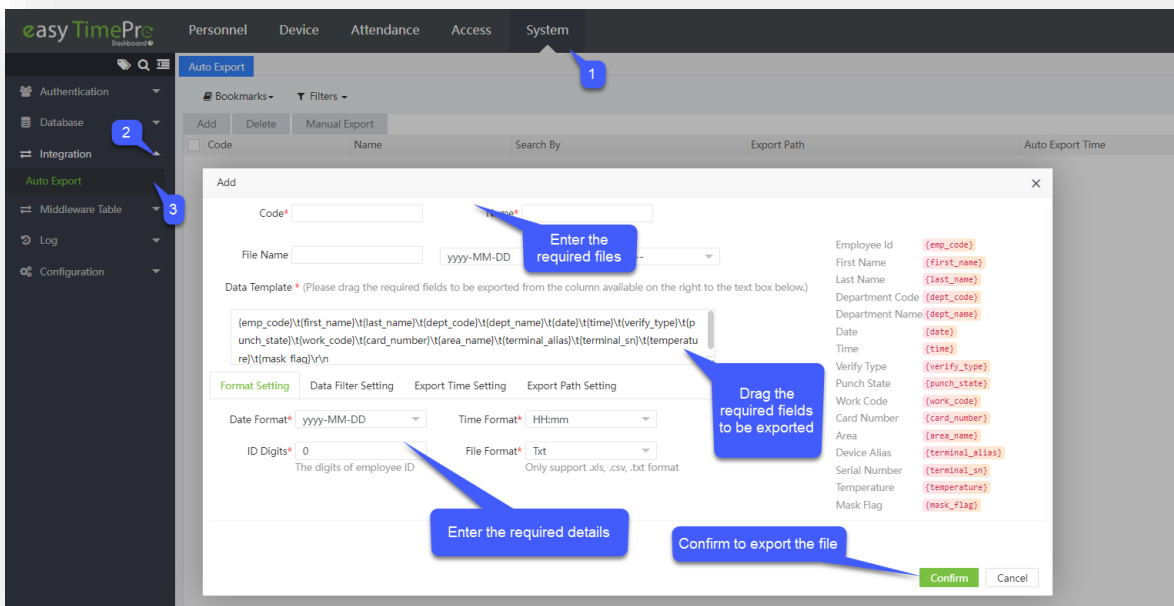 easy TimePro
Dashboard
Personnel Device Attendance Access System
1
Auto Export
Authentication
Bookmarks Filters
Database
Add Delete Manual Export
2
Code Name Search By Export Path Auto Export Time
Integration
Auto Export
3
Middleware Table
Log
Configuration
Add
Code* Name*
Enter the
required files
File Name yyyy-MM-DD --
Data Template * (Please drag the required fields to be exported from the column available on the right to the text box below.)
{emp_code}\t{first_name}\t{last_name}\t{dept_code}\t{dept_name}\t{date}\t{time}\t{verify_type}\t{p
unch_state}\t{work_code}\t{card_number}\t{area_name}\t{terminal_alias}\t{terminal_sn}\t{temperatu
re}\t{mask_flag}\r\n
Employee Id {emp_code}
First Name {first_name}
Last Name {last_name}
Department Code {dept_code}
Department Name {dept_name}
Date {date}
Time {time}
Verify Type {verify_type}
Punch State {punch_state}
Work Code {work_code}
Card Number {card_number}
Area {area_name}
Device Alias {terminal_alias}
Serial Number {terminal_sn}
Temperature {temperature}
Mask Flag {mask_flag}
Format Setting Data Filter Setting Export Time Setting Export Path Setting
Drag the
required fields
to be exported
Date Format* yyyy-MM-DD Time Format* HH:mm
ID Digits* 0 File Format* Txt
The digits of employee ID Only support .xls, .csv, .txt format
Enter the required details
Confirm to export the file
Confirm Cancel